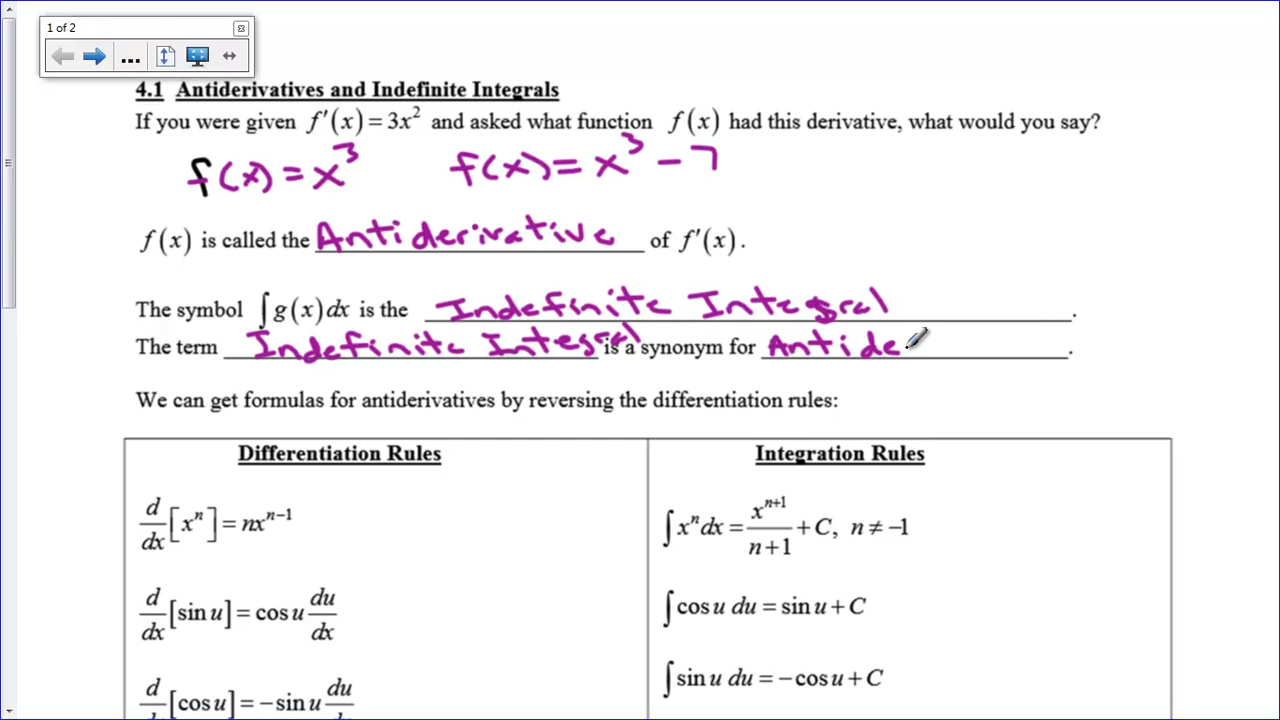 1 of 2
4.1 Antiderivatives and Indefinite Integrals
If you were given f'(x) = 3x² and asked what function f(x) had this derivative, what would you say?
f(x) = x³ f(x) = x³ - 7
f(x) is called the Antiderivative of f'(x).
The symbol ∫g(x)dx is the Indefinite Integral.
The term Indefinite Integral is a synonym for Antide.
We can get formulas for antiderivatives by reversing the differentiation rules:
Differentiation Rules
d/dx[xⁿ] = nxⁿ⁻¹
d/dx[sin u] = cos u du/dx
d/dx[cos u] = -sin u du/dx
Integration Rules
∫xⁿdx = xⁿ⁺¹/(n+1) + C, n ≠ -1
∫cos u du = sin u + C
∫sin u du = -cos u + C